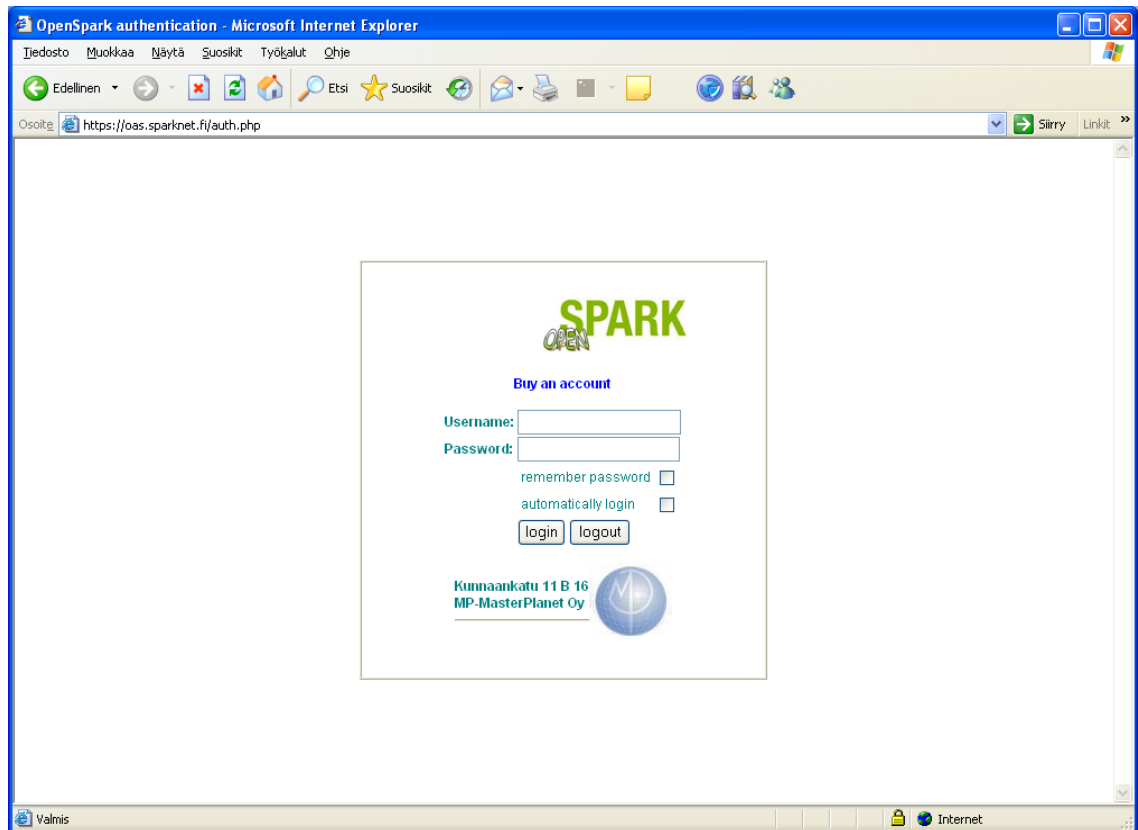 OpenSpark authentication - Microsoft Internet Explorer
Tiedosto Muokkaa Näytä Suosikit Työkalut Ohje
Edellinen Etsi Suosikit
Osoite https://oas.sparknet.fi/auth.php Siirry Linkit »
SPARK
OPEN
Buy an account
Username:
Password:
remember password
automatically login
login logout
Kunnaankatu 11 B 16
MP-MasterPlanet Oy
Valmis Internet